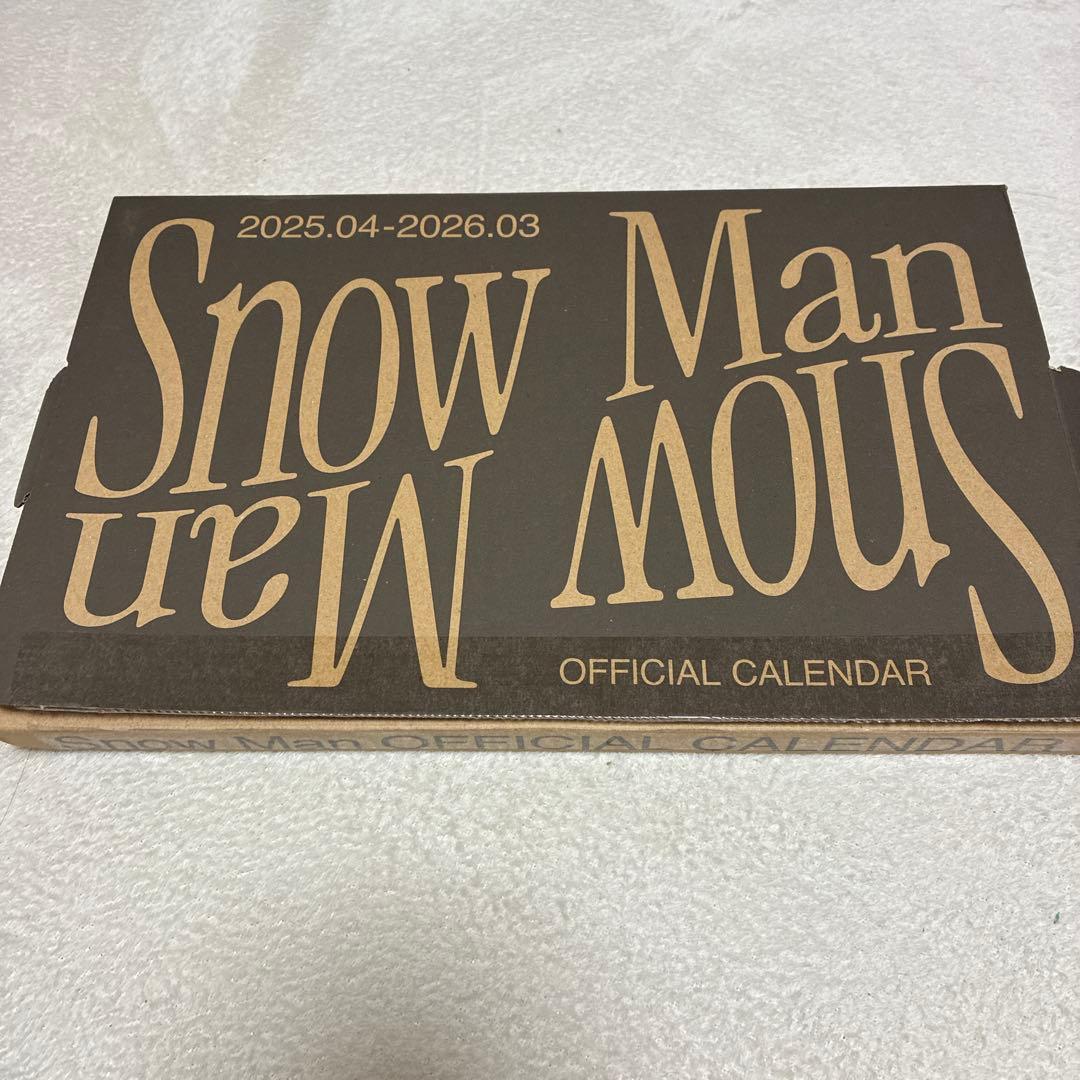 2025.04-2026.03
Snow Man
Snow Man
OFFICIAL CALENDAR
Snow Man OFFICIAL CALENDAR